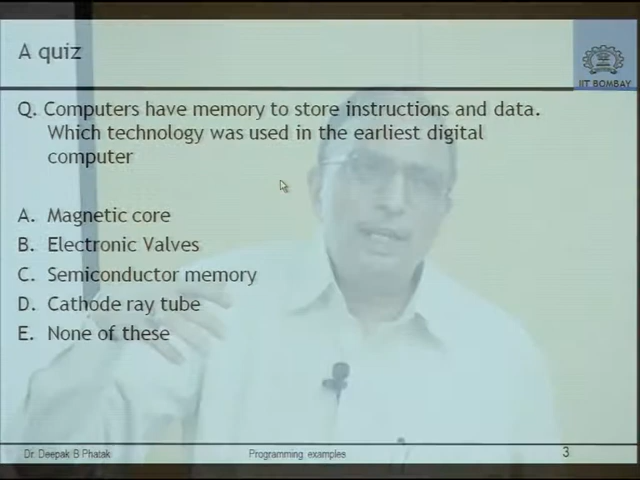 A quiz
IIT BOMBAY
Q. Computers have memory to store instructions and data.
Which technology was used in the earliest digital
computer
A. Magnetic core
B. Electronic Valves
C. Semiconductor memory
D. Cathode ray tube
E. None of these
Dr. Deepak B Phatak
Programming examples
3